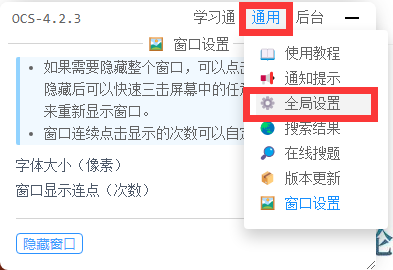 OCS-4.2.3 学习通 通用 后台
窗口设置
如果需要隐藏整个窗口，可以点击
隐藏后可以快速三击屏幕中的任
来重新显示窗口。
窗口连续点击显示的次数可以自
字体大小（像素）
窗口显示连点（次数）
隐藏窗口
使用教程
通知提示
全局设置
搜索结果
在线搜题
版本更新
窗口设置